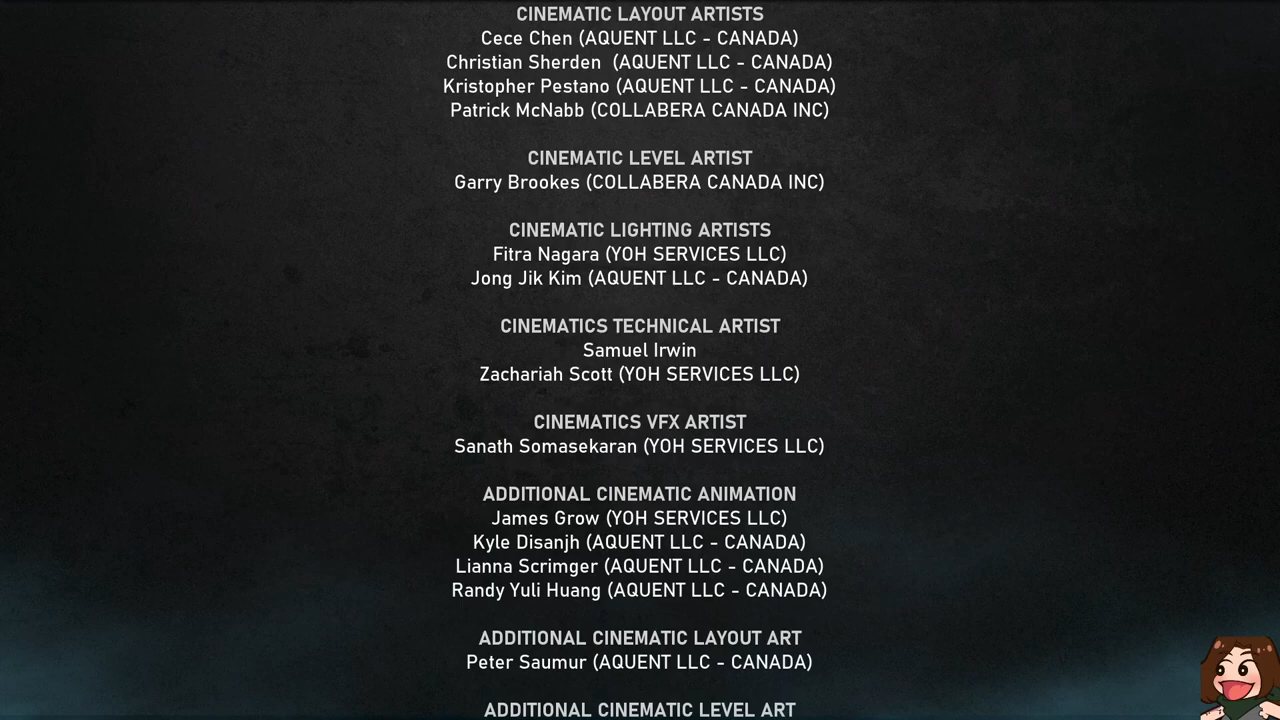 CINEMATIC LAYOUT ARTISTS
Cece Chen (AQUENT LLC - CANADA)
Christian Sherden  (AQUENT LLC - CANADA)
Kristopher Pestano (AQUENT LLC - CANADA)
Patrick McNabb (COLLABERA CANADA INC)
CINEMATIC LEVEL ARTIST
Garry Brookes (COLLABERA CANADA INC)
CINEMATIC LIGHTING ARTISTS
Fitra Nagara (YOH SERVICES LLC)
Jong Jik Kim (AQUENT LLC - CANADA)
CINEMATICS TECHNICAL ARTIST
Samuel Irwin
Zachariah Scott (YOH SERVICES LLC)
CINEMATICS VFX ARTIST
Sanath Somasekaran (YOH SERVICES LLC)
ADDITIONAL CINEMATIC ANIMATION
James Grow (YOH SERVICES LLC)
Kyle Disanjh (AQUENT LLC - CANADA)
Lianna Scrimger (AQUENT LLC - CANADA)
Randy Yuli Huang (AQUENT LLC - CANADA)
ADDITIONAL CINEMATIC LAYOUT ART
Peter Saumur (AQUENT LLC - CANADA)
ADDITIONAL CINEMATIC LEVEL ART